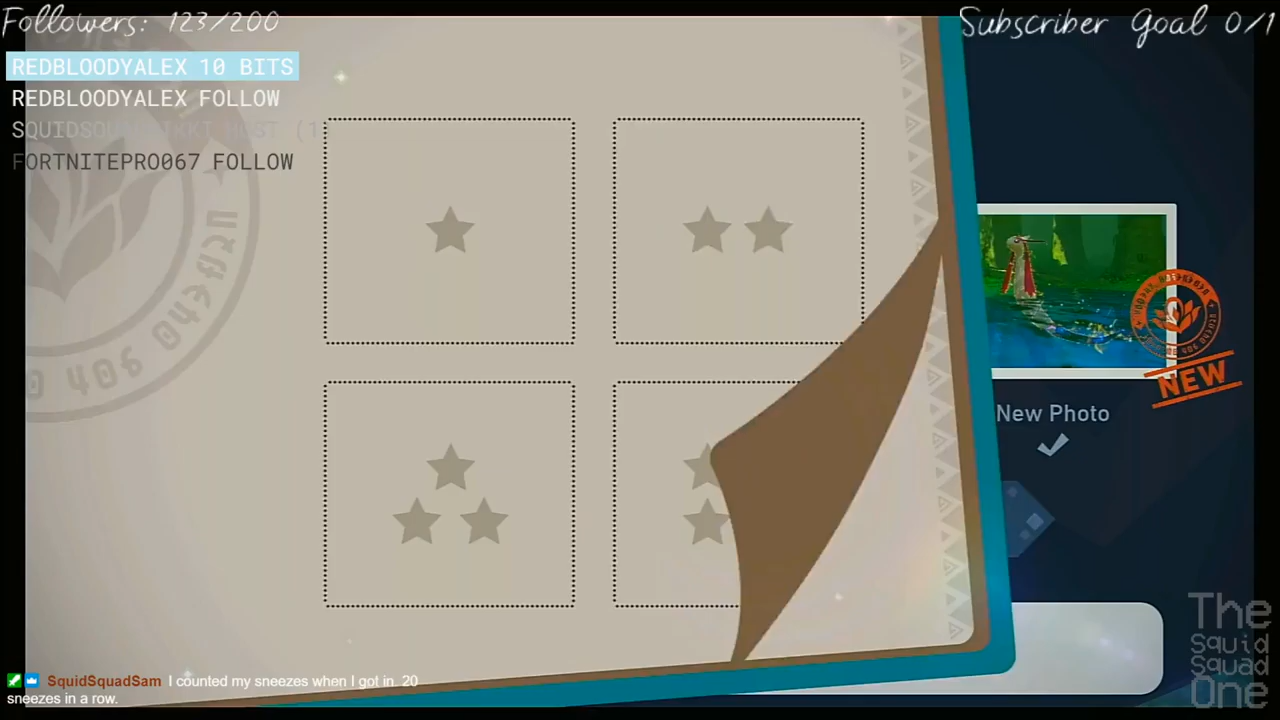 Followers: 123/200
Subscriber Goal 0/1
REDBLOODYALEX 10 BITS
REDBLOODYALEX FOLLOW
FORTNITEPRO067 FOLLOW
NEW
New Photo
SquidSquadSam I counted my sneezes when I got in. 20
sneezes in a row.
The
Squid
Squad
One